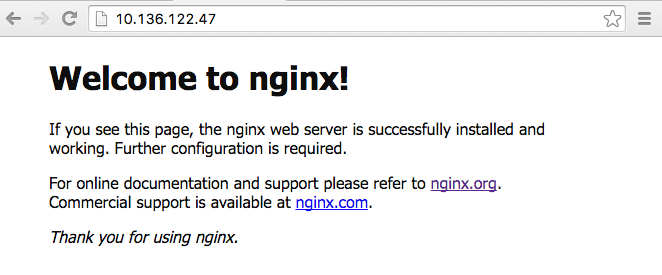 10.136.122.47
Welcome to nginx!
If you see this page, the nginx web server is successfully installed and
working. Further configuration is required.
For online documentation and support please refer to nginx.org.
Commercial support is available at nginx.com.
Thank you for using nginx.